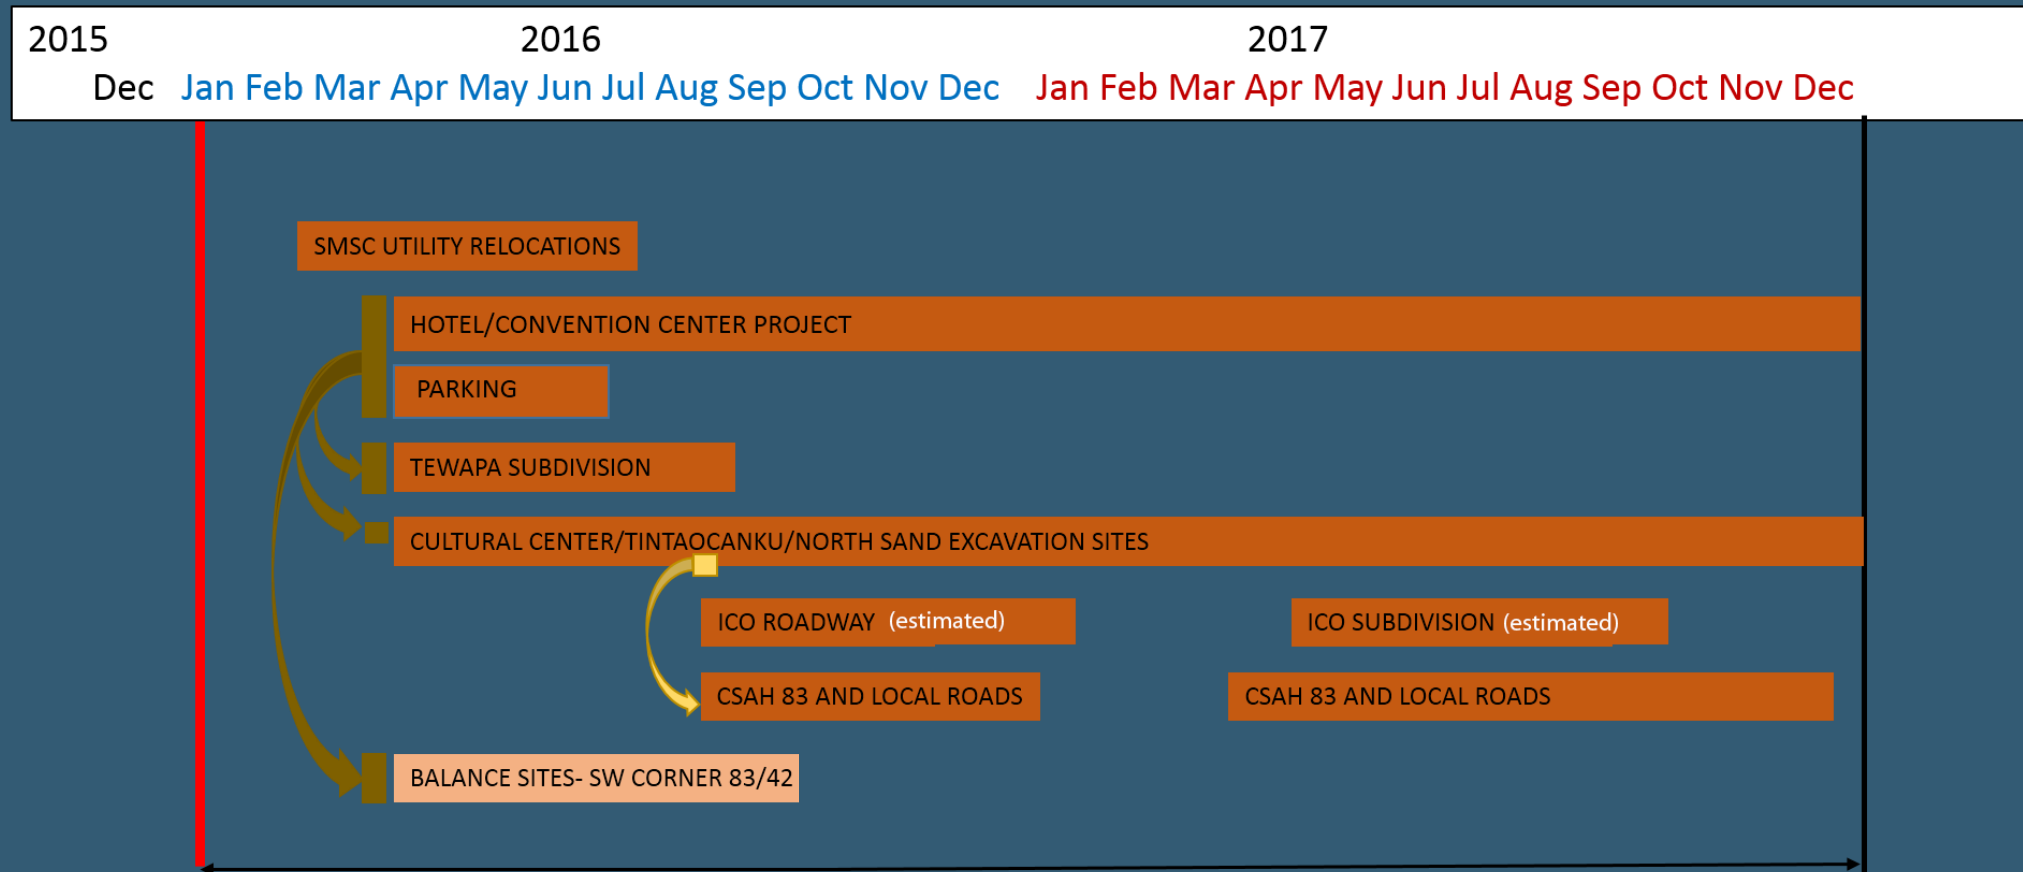 2015 2016 2017
Dec Jan Feb Mar Apr May Jun Jul Aug Sep Oct Nov Dec Jan Feb Mar Apr May Jun Jul Aug Sep Oct Nov Dec
SMSC UTILITY RELOCATIONS
HOTEL/CONVENTION CENTER PROJECT
PARKING
TEWAPA SUBDIVISION
CULTURAL CENTER/TINTAOCANKU/NORTH SAND EXCAVATION SITES
ICO ROADWAY (estimated) ICO SUBDIVISION (estimated)
CSAH 83 AND LOCAL ROADS CSAH 83 AND LOCAL ROADS
BALANCE SITES- SW CORNER 83/42